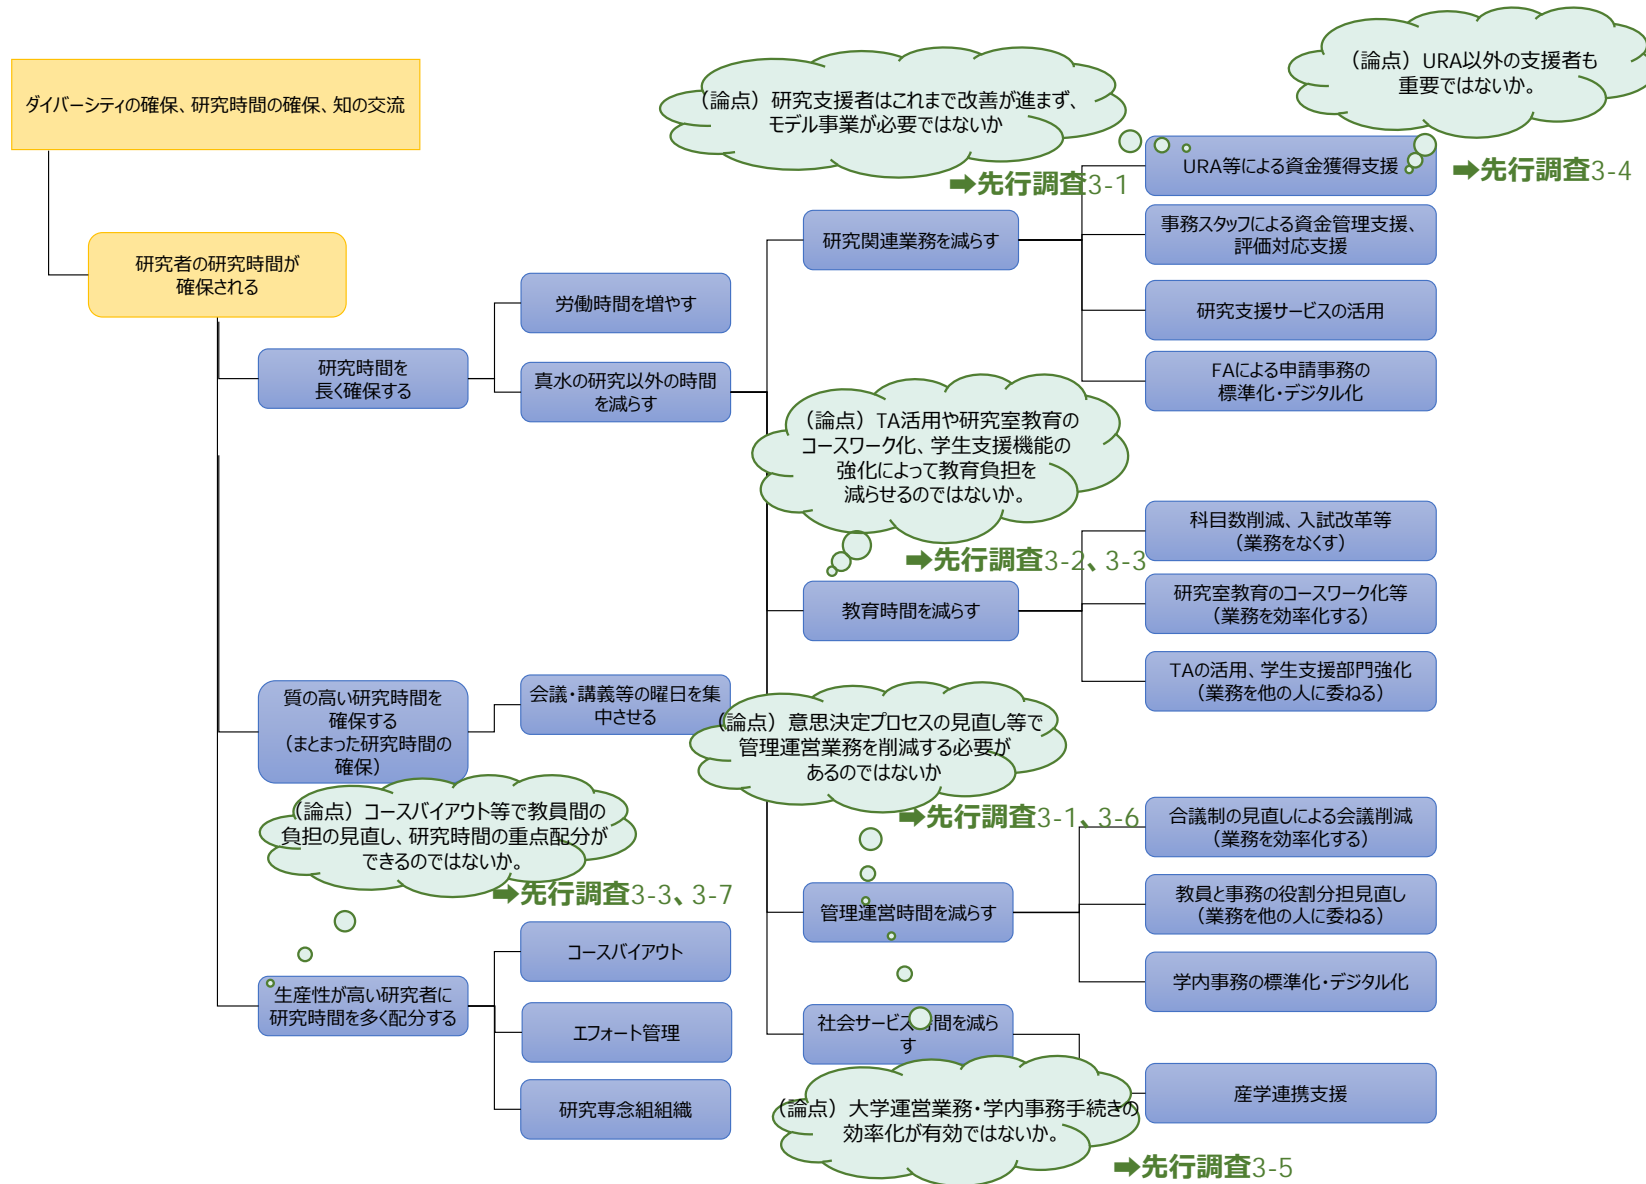 ダイバーシティの確保、研究時間の確保、知の交流
研究者の研究時間が
確保される
研究時間を
長く確保する
労働時間を増やす
真水の研究以外の時間
を減らす
質の高い研究時間を
確保する
(まとまった研究時間の
確保)
会議・講義等の曜日を集
中させる
(論点)コースバイアウト等で教員間の
負担の見直し、研究時間の重点配分が
できるのではないか。
➡先行調査3-3、3-7
生産性が高い研究者に
研究時間を多く配分する
コースバイアウト
エフォート管理
研究専念組組織
(論点)研究支援者はこれまで改善が進まず、
モデル事業が必要ではないか
➡先行調査3-1
(論点)URA以外の支援者も
重要ではないか。
➡先行調査3-4
研究関連業務を減らす
URA等による資金獲得支援
事務スタッフによる資金管理支援、
評価対応支援
研究支援サービスの活用
FAによる申請事務の
標準化・デジタル化
(論点)TA活用や研究室教育の
コースワーク化、学生支援機能の
強化によって教育負担を
減らせるのではないか。
➡先行調査3-2、3-3
教育時間を減らす
科目数削減、入試改革等
(業務をなくす)
研究室教育のコースワーク化等
(業務を効率化する)
TAの活用、学生支援部門強化
(業務を他の人に委ねる)
(論点)意思決定プロセスの見直し等で
管理運営業務を削減する必要が
あるのではないか
➡先行調査3-1、3-6
管理運営時間を減らす
合議制の見直しによる会議削減
(業務を効率化する)
教員と事務の役割分担見直し
(業務を他の人に委ねる)
学内事務の標準化・デジタル化
社会サービス時間を減ら
す
産学連携支援
(論点)大学運営業務・学内事務手続きの
効率化が有効ではないか。
➡先行調査3-5